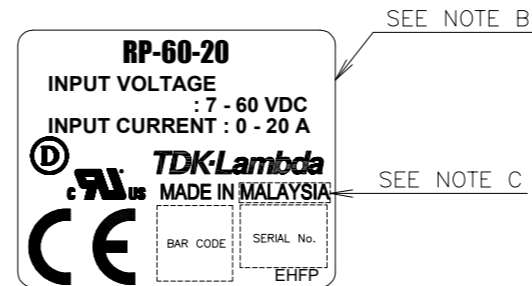 SEE NOTE B
RP-60-20
INPUT VOLTAGE
: 7 - 60 VDC
INPUT CURRENT : 0 - 20 A
D
TDK-Lambda
c RU us
MADE IN MALAYSIA
SEE NOTE C
CE
BAR CODE
SERIAL No.
EHFP